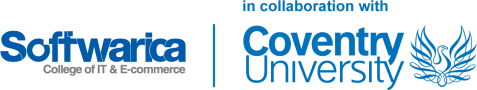 Softwarica
College of IT & E-commerce
in collaboration with
Coventry
University